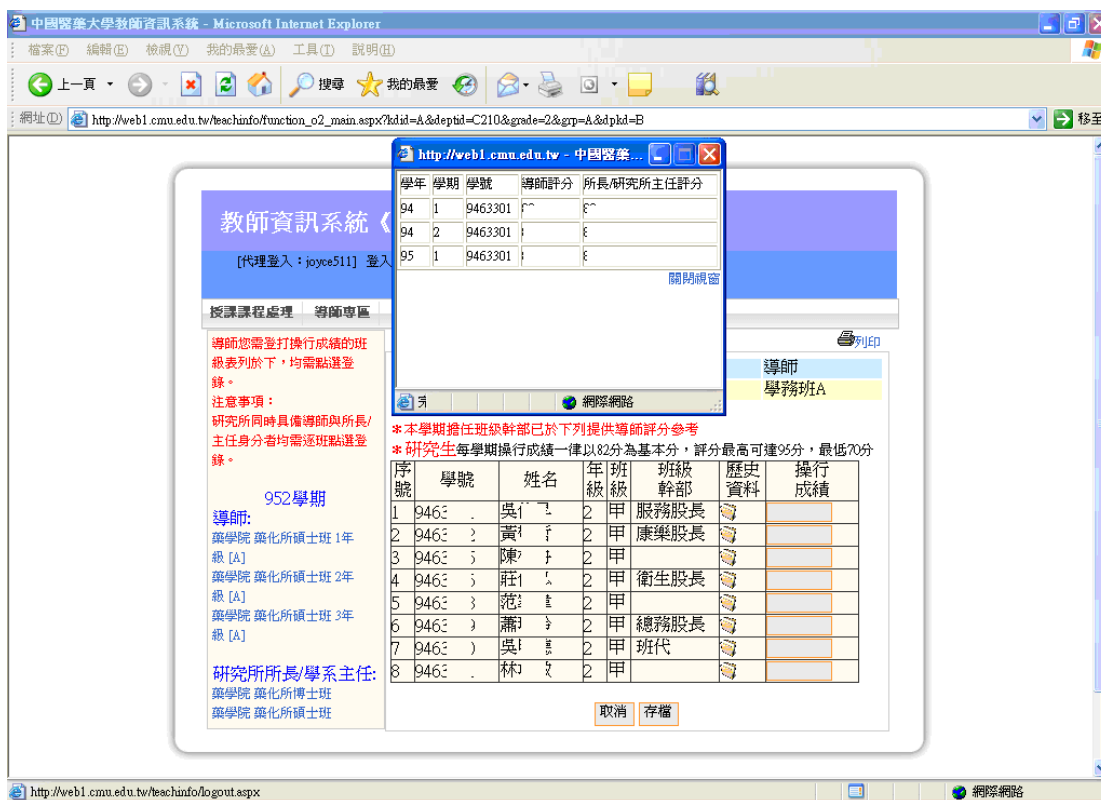 中國醫藥大學教師資訊系統 - Microsoft Internet Explorer
檔案(F) 編輯(E) 檢視(V) 我的最愛(A) 工具(T) 說明(H)
上一頁 搜尋 我的最愛
網址(D) http://web1.cmu.edu.tw/teachinfo/function_o2_main.aspx?kdid=A&deptid=C210&grade=2&grp=A&dpkd=B 移至
http://web1.cmu.edu.tw - 中國醫藥...
學年 學期 學號 導師評分 所長/研究所主任評分
94 1 9463301
94 2 9463301
95 1 9463301
關閉視窗
網際網路
教師資訊系統《
[代理登入：joyce511] 登入
授課課程處理 導師專區
導師您需登打操行成績的班
級表列於下，均需點選登
錄。
注意事項：
研究所同時具備導師與所長/
主任身分者均需逐班點選登
錄。
952學期
導師:
藥學院 藥化所碩士班 1年
級 [A]
藥學院 藥化所碩士班 2年
級 [A]
藥學院 藥化所碩士班 3年
級 [A]
研究所所長/學系主任:
藥學院 藥化所博士班
藥學院 藥化所碩士班
列印
導師
學務班A
*本學期擔任班級幹部已於下列提供導師評分參考
*研究生每學期操行成績一律以82分為基本分，評分最高可達95分，最低70分
序號 學號 姓名 年級 班級 班級幹部 歷史資料 操行成績
1 946 吳 2 甲 服務股長
2 946 黃 2 甲 康樂股長
3 946 陳 2 甲
4 946 莊 2 甲 衛生股長
5 946 范 2 甲
6 946 蕭 2 甲 總務股長
7 946 吳 2 甲 班代
8 946 林 2 甲
取消 存檔
http://web1.cmu.edu.tw/teachinfo/logout.aspx 網際網路